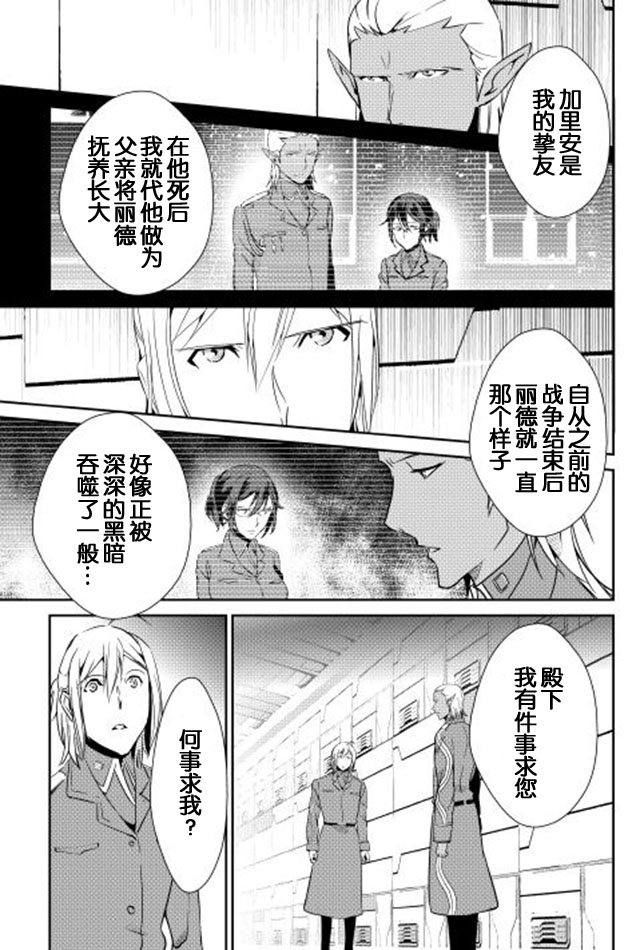 加里安是
我的挚友
在他死后
我就代他做为
父亲将丽德
抚养长大
自从之前的
战争结束后
丽德就一直
那个样子
好像正被
深深的黑暗
吞噬了一般…
殿下
我有件事求您
何事求我？